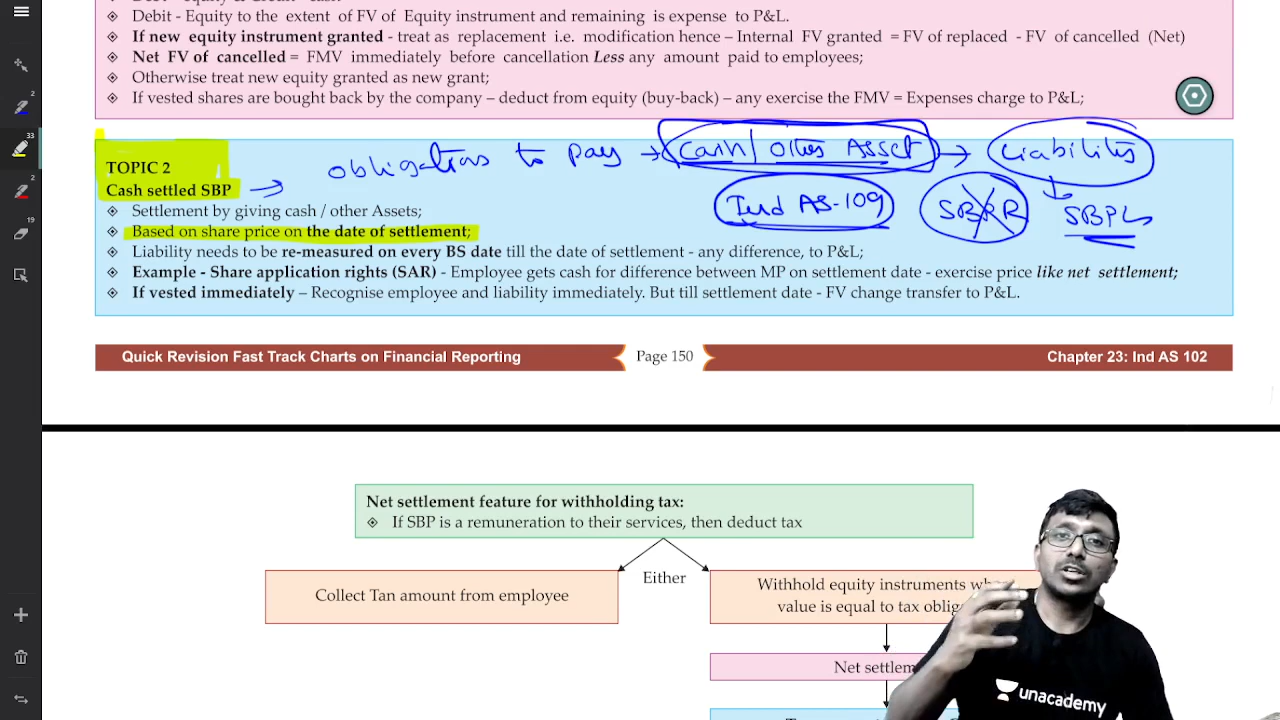 Debit - Equity to the extent of FV of Equity instrument and remaining is expense to P&L.
If new equity instrument granted - treat as replacement i.e. modification hence – Internal FV granted = FV of replaced - FV of cancelled (Net)
Net FV of cancelled = FMV immediately before cancellation Less any amount paid to employees;
Otherwise treat new equity granted as new grant;
If vested shares are bought back by the company – deduct from equity (buy-back) – any exercise the FMV = Expenses charge to P&L;
TOPIC 2
obligations to pay → Cash/ Other Asset → Liability
Cash settled SBP
Ind AS-109
SBRR
SBPL
Settlement by giving cash / other Assets;
Based on share price on the date of settlement;
Liability needs to be re-measured on every BS date till the date of settlement - any difference, to P&L;
Example - Share application rights (SAR) - Employee gets cash for difference between MP on settlement date - exercise price like net settlement;
If vested immediately – Recognise employee and liability immediately. But till settlement date - FV change transfer to P&L.
Quick Revision Fast Track Charts on Financial Reporting
Page 150
Chapter 23: Ind AS 102
Net settlement feature for withholding tax:
If SBP is a remuneration to their services, then deduct tax
Either
Collect Tan amount from employee
Withhold equity instruments
value is equal to tax
Net
unacademy
2
33
2
19